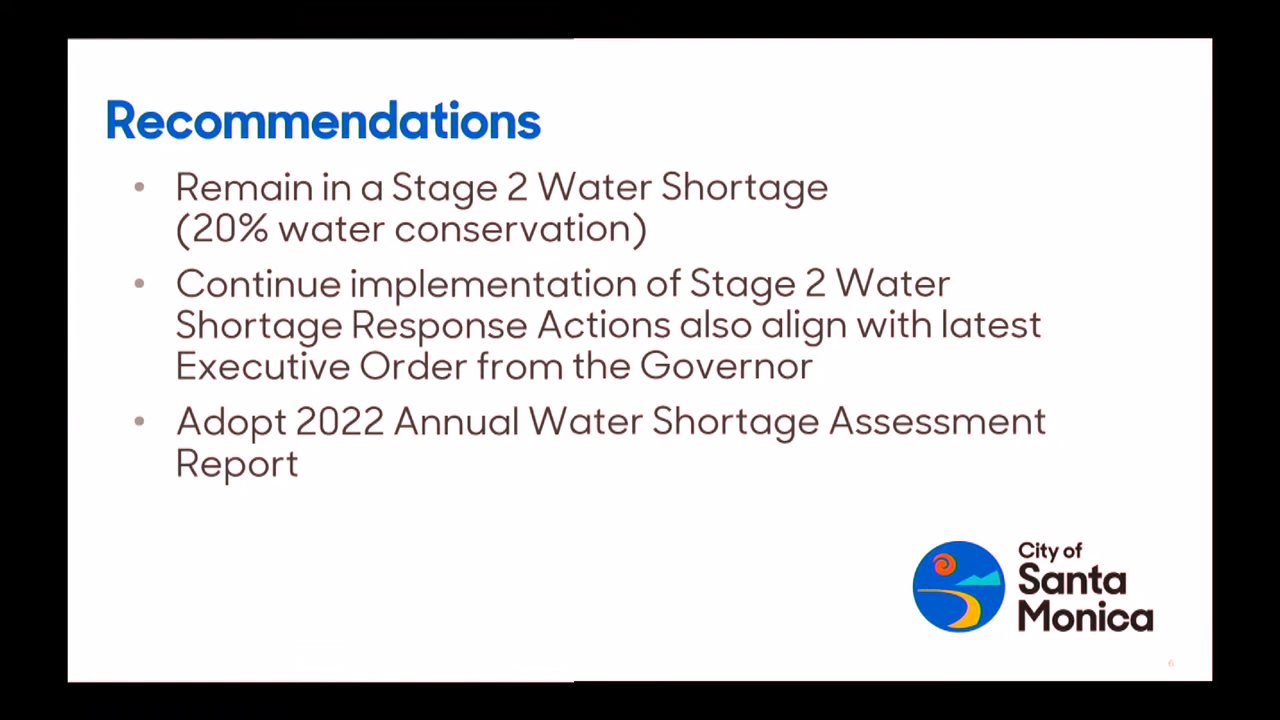 Recommendations
• Remain in a Stage 2 Water Shortage
(20% water conservation)
• Continue implementation of Stage 2 Water
Shortage Response Actions also align with latest
Executive Order from the Governor
• Adopt 2022 Annual Water Shortage Assessment
Report
City of
Santa
Monica
6